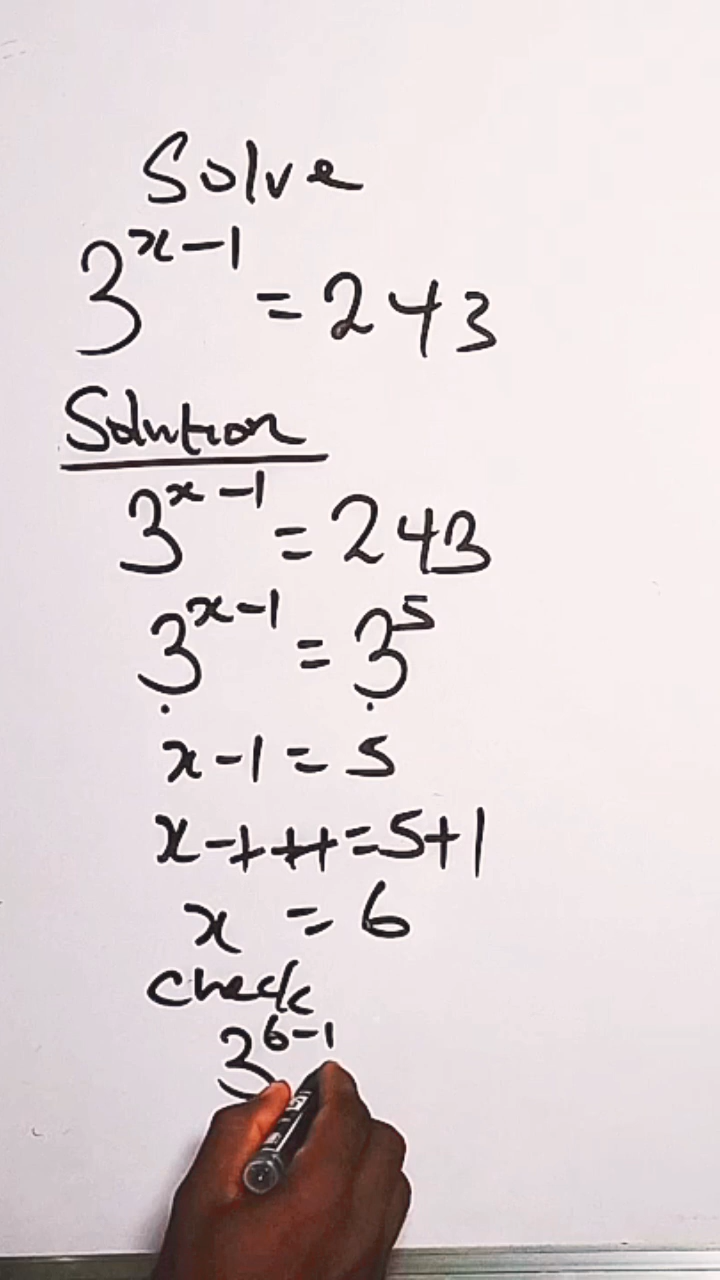 Solve
3^{x-1} = 243
Solution
3^{x-1} = 243
3^{x-1} = 3^5
x-1 = 5
x-1+1=5+1
x = 6
check
3^{6-1}